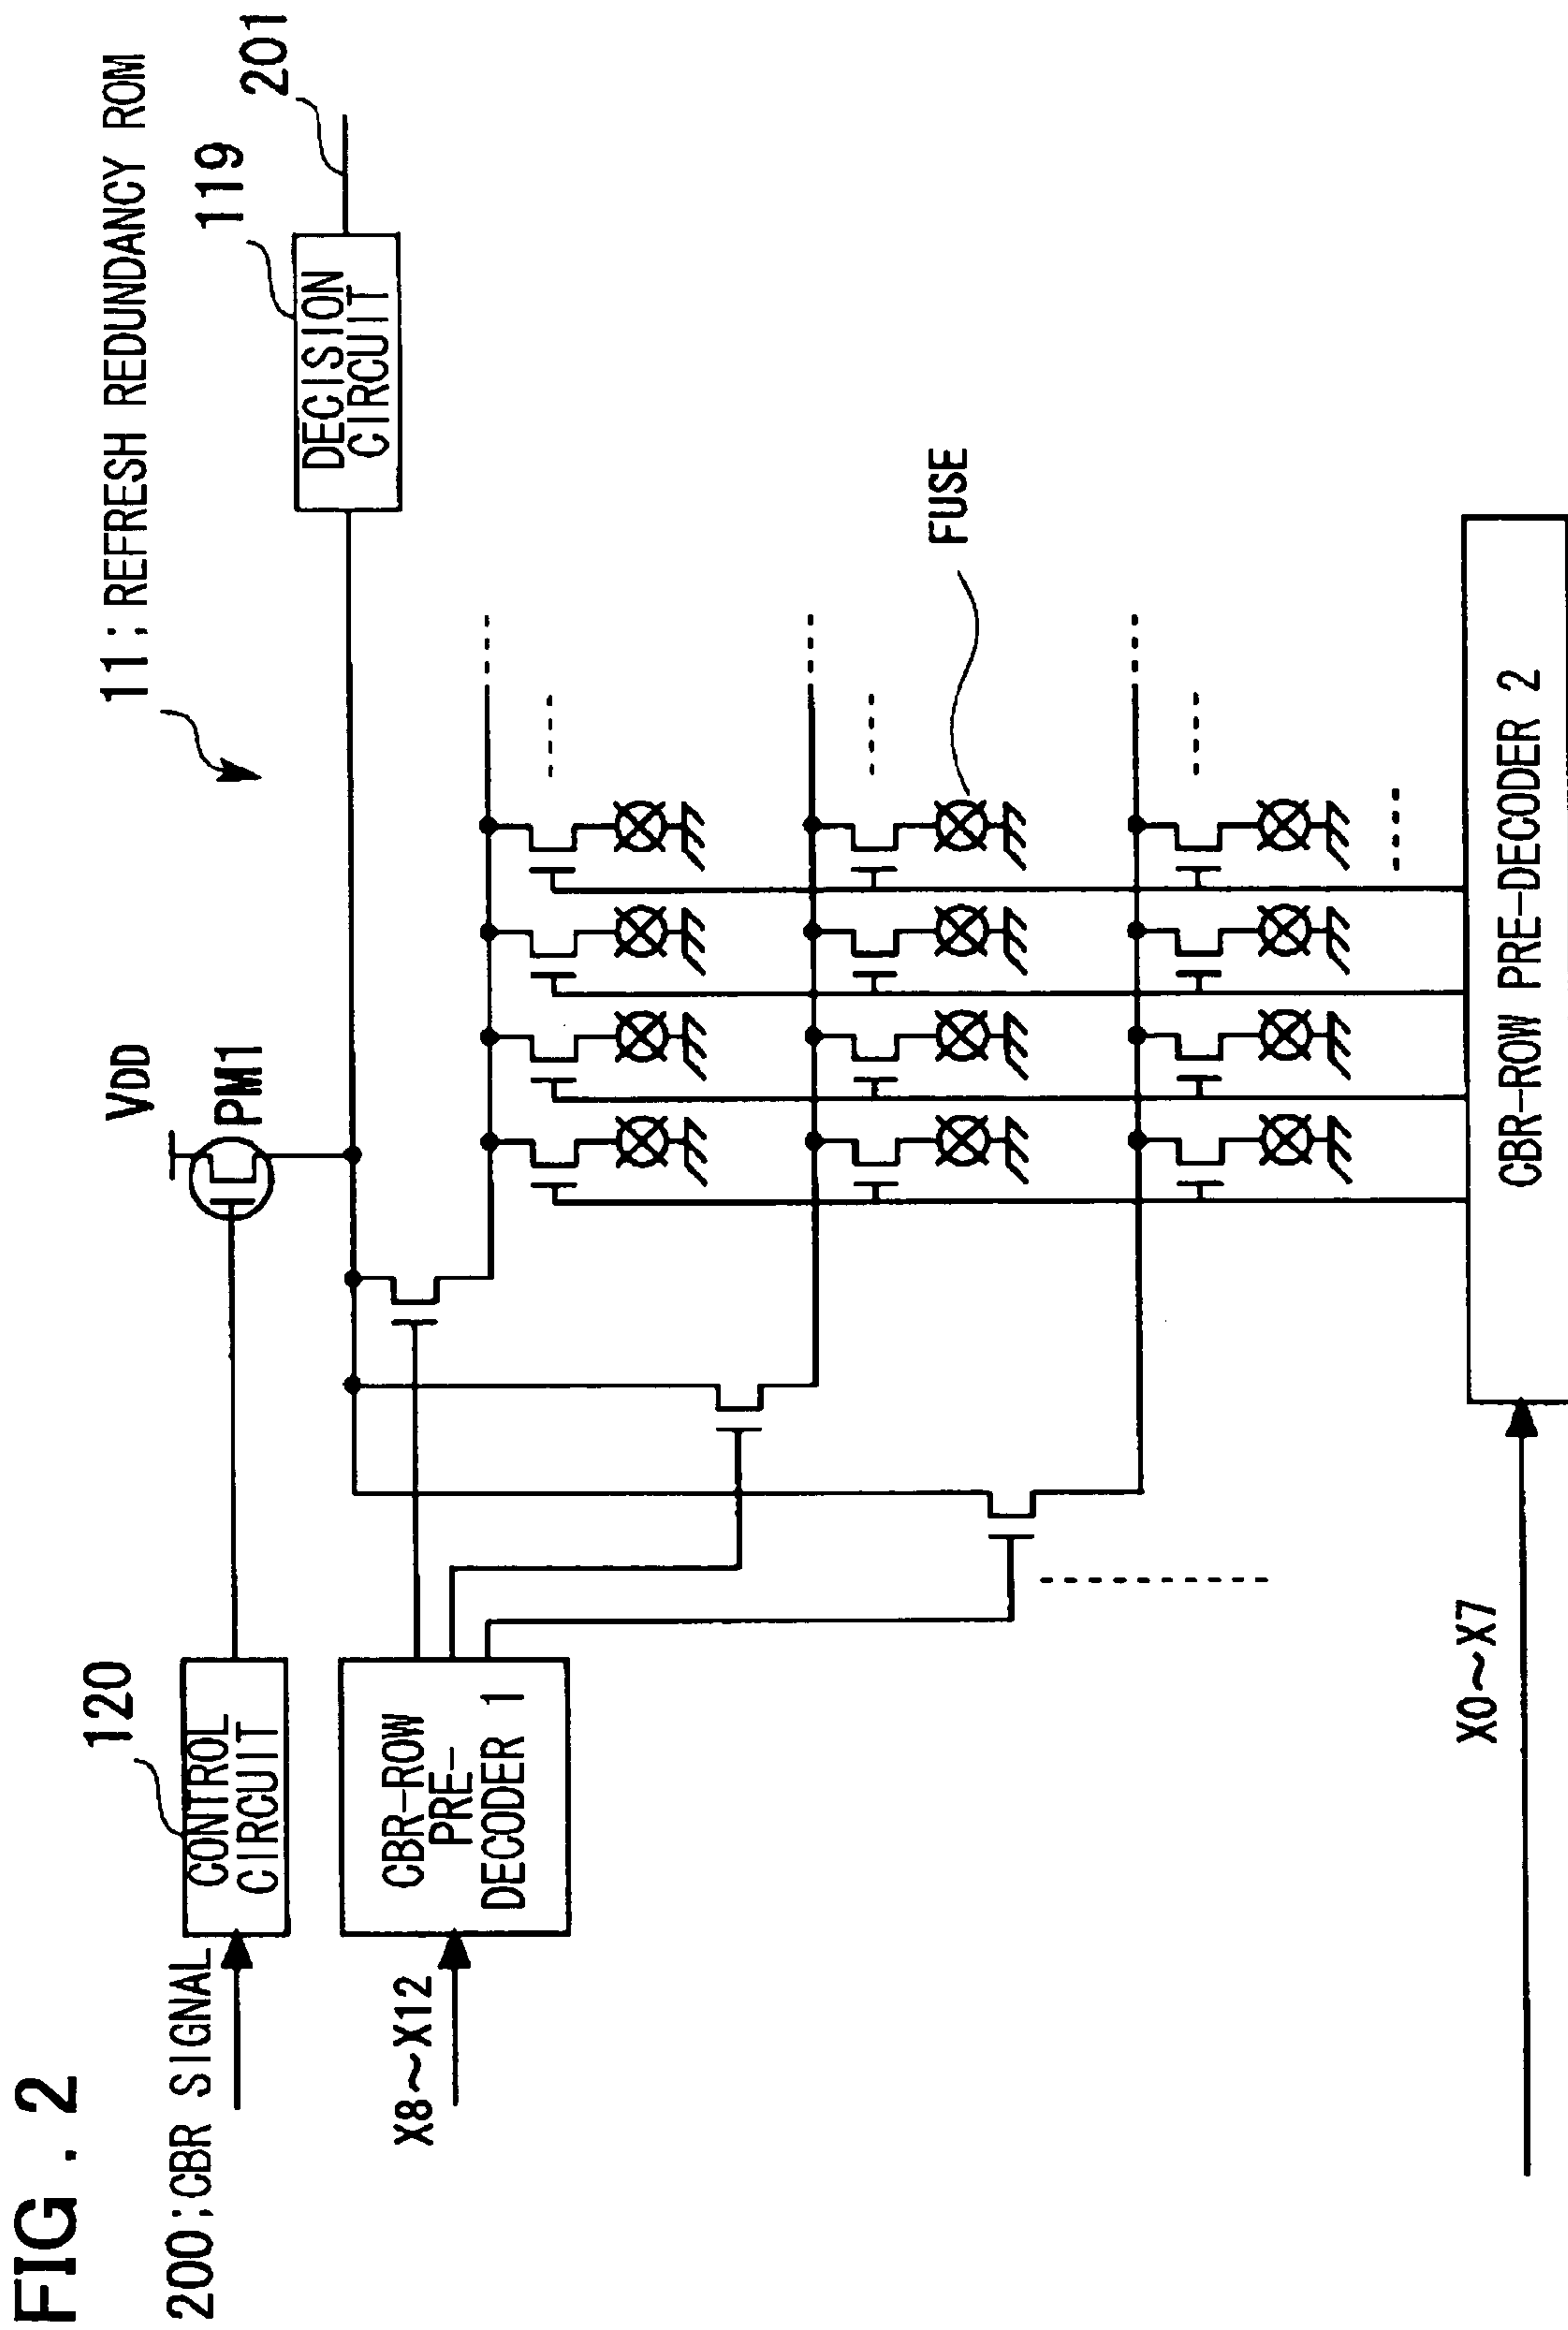 FIG. 2
11;REFRESH REDUNDANCY ROM
200;CBR SIGNAL
120
CONTROL
CIRCUIT
VDD
PM1
119
DECISION
CIRCUIT
201
X8~X12
CBR-ROW
PRE-
DECODER 1
FUSE
X0~X7
CBR-ROW PRE-DECODER 2